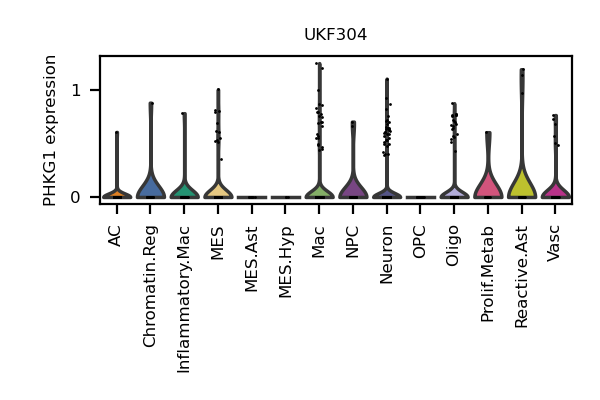 UKF304
PHKG1 expression
1
0
AC
Chromatin.Reg
Inflammatory.Mac
MES
MES.Ast
MES.Hyp
Mac
NPC
Neuron
OPC
Oligo
Prolif.Metab
Reactive.Ast
Vasc